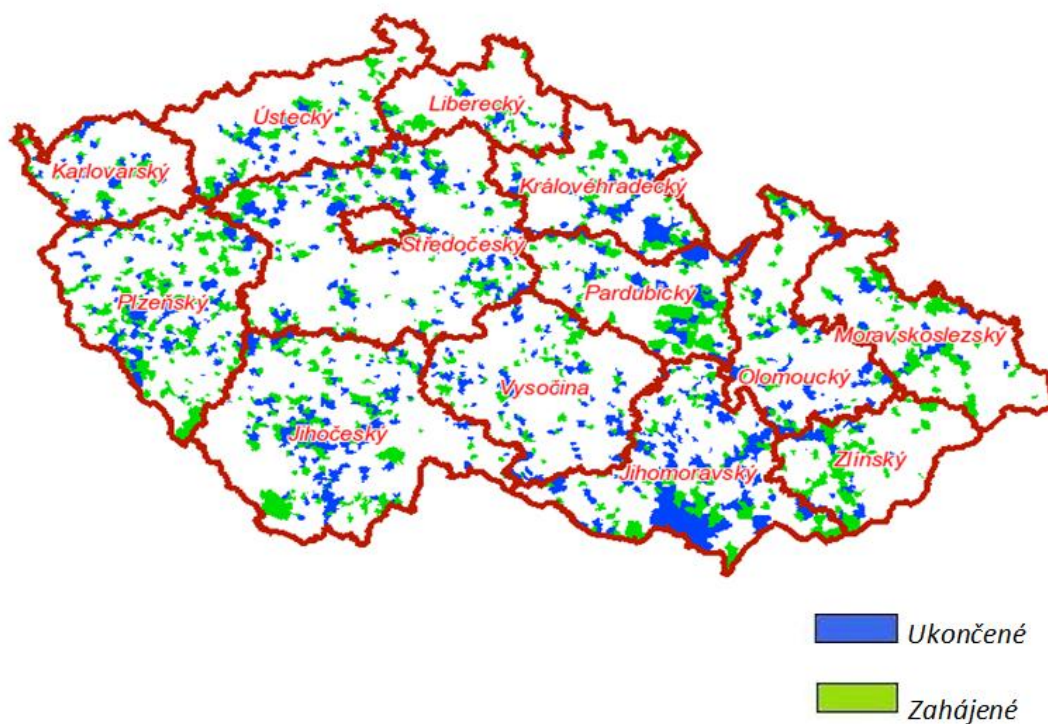 Liberecký
Ústecký
Karlovarský
Královéhradecký
Středočeský
Plzeňský
Pardubický
Moravskoslezský
Olomoucký
Vysočina
Jihočeský
Zlínský
Jihomoravský
Ukončené
Zahájené